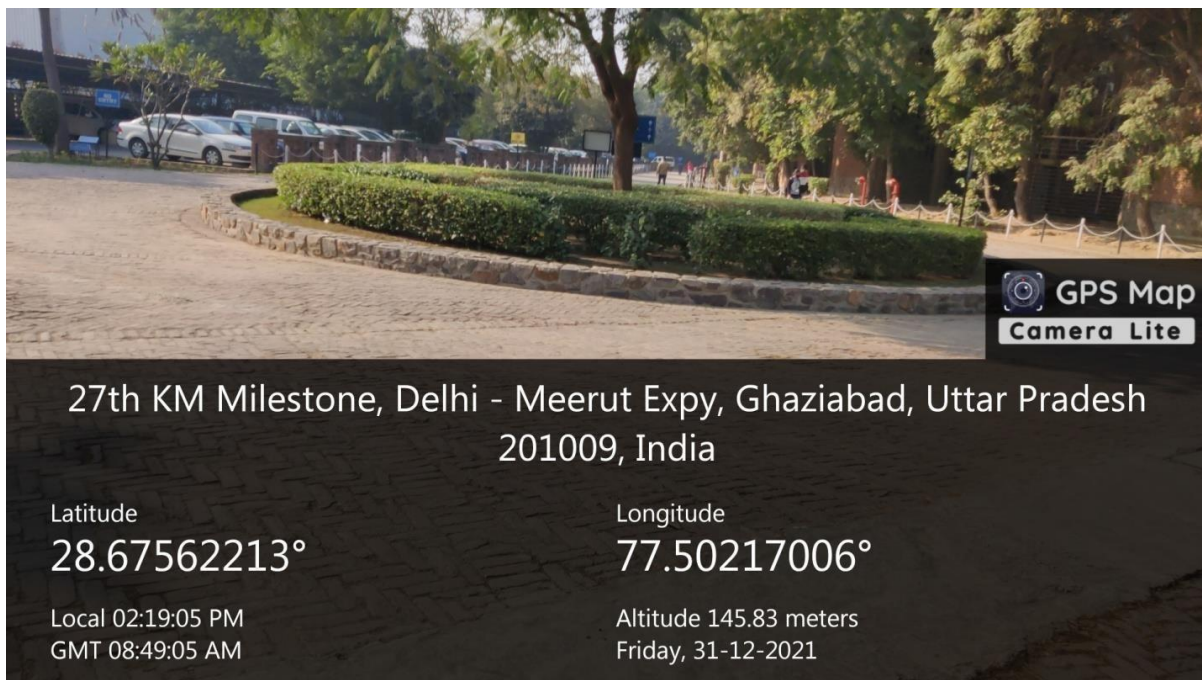 NO
ENTRY
GPS Map
Camera Lite
27th KM Milestone, Delhi - Meerut Expy, Ghaziabad, Uttar Pradesh
201009, India
Latitude
28.67562213°
Longitude
77.50217006°
Local 02:19:05 PM
GMT 08:49:05 AM
Altitude 145.83 meters
Friday, 31-12-2021